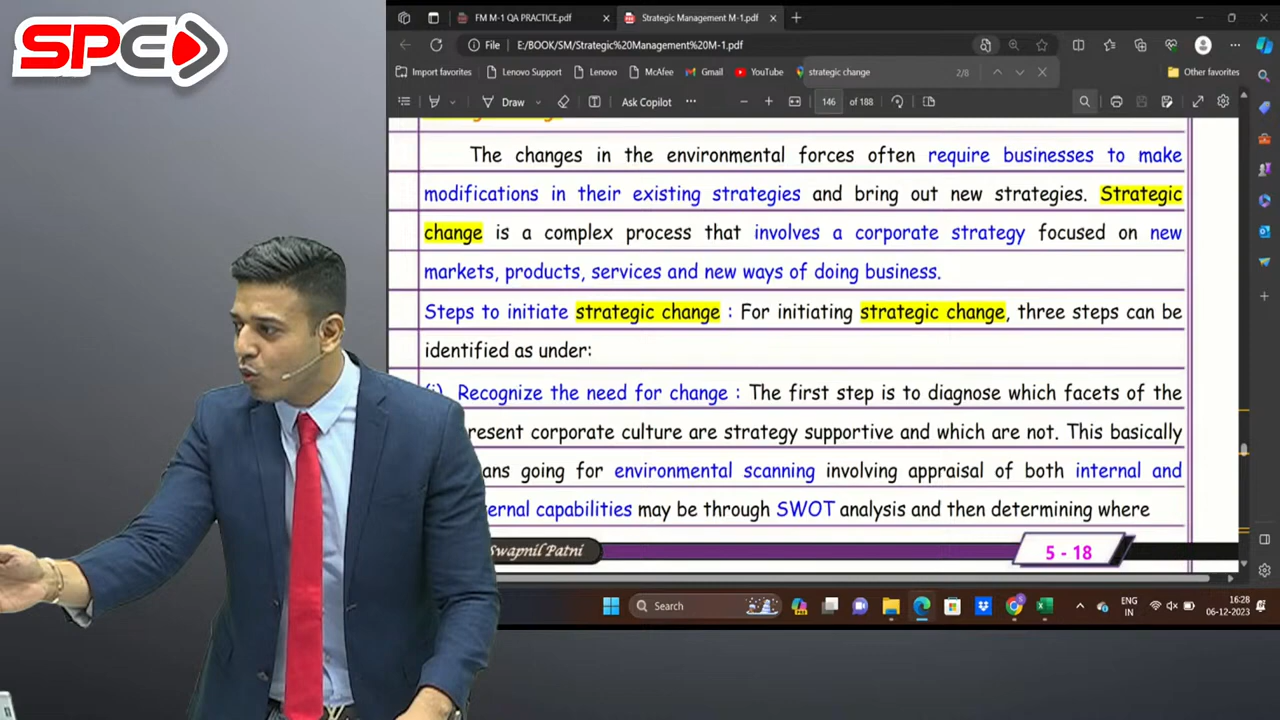 SPC
FM M-1 QA PRACTICE.pdf
Strategic Management M-1.pdf
File
E:/BOOK/SM/Strategic%20Management%20M-1.pdf
Import favorites
Lenovo Support
Lenovo
McAfee
Gmail
YouTube
strategic change
2/8
Other favorites
Draw
Ask Copilot
146 of 188
The changes in the environmental forces often require businesses to make
modifications in their existing strategies and bring out new strategies. Strategic
change is a complex process that involves a corporate strategy focused on new
markets, products, services and new ways of doing business.
Steps to initiate strategic change : For initiating strategic change, three steps can be
identified as under:
(i) Recognize the need for change : The first step is to diagnose which facets of the
resent corporate culture are strategy supportive and which are not. This basically
ans going for environmental scanning involving appraisal of both internal and
ernal capabilities may be through SWOT analysis and then determining where
Swapnil Patni
5 - 18
Search
ENG
IN
16:28
06-12-2023